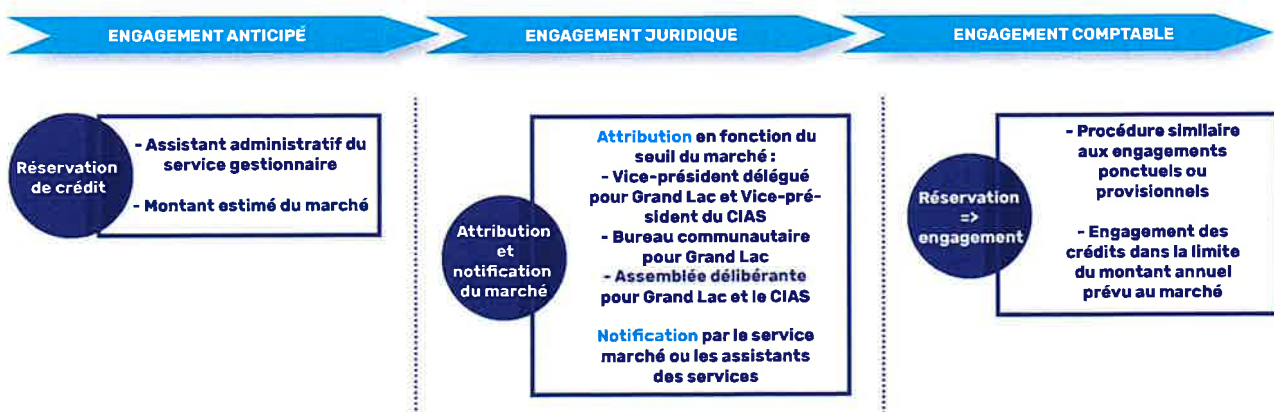 ENGAGEMENT ANTICIPÉ
ENGAGEMENT JURIDIQUE
ENGAGEMENT COMPTABLE
Réservation
de crédit
- Assistant administratif du
service gestionnaire
- Montant estimé du marché
Attribution
et
notification
du marché
Attribution en fonction du
seuil du marché :
- Vice-président délégué
pour Grand Lac et Vice-pré-
sident du CIAS
- Bureau communautaire
pour Grand Lac
- Assemblée délibérante
pour Grand Lac et le CIAS
Notification par le service
marché ou les assistants
des services
Réservation
=>
engagement
- Procédure similaire
aux engagements
ponctuels ou
provisionnels
- Engagement des
crédits dans la limite
du montant annuel
prévu au marché